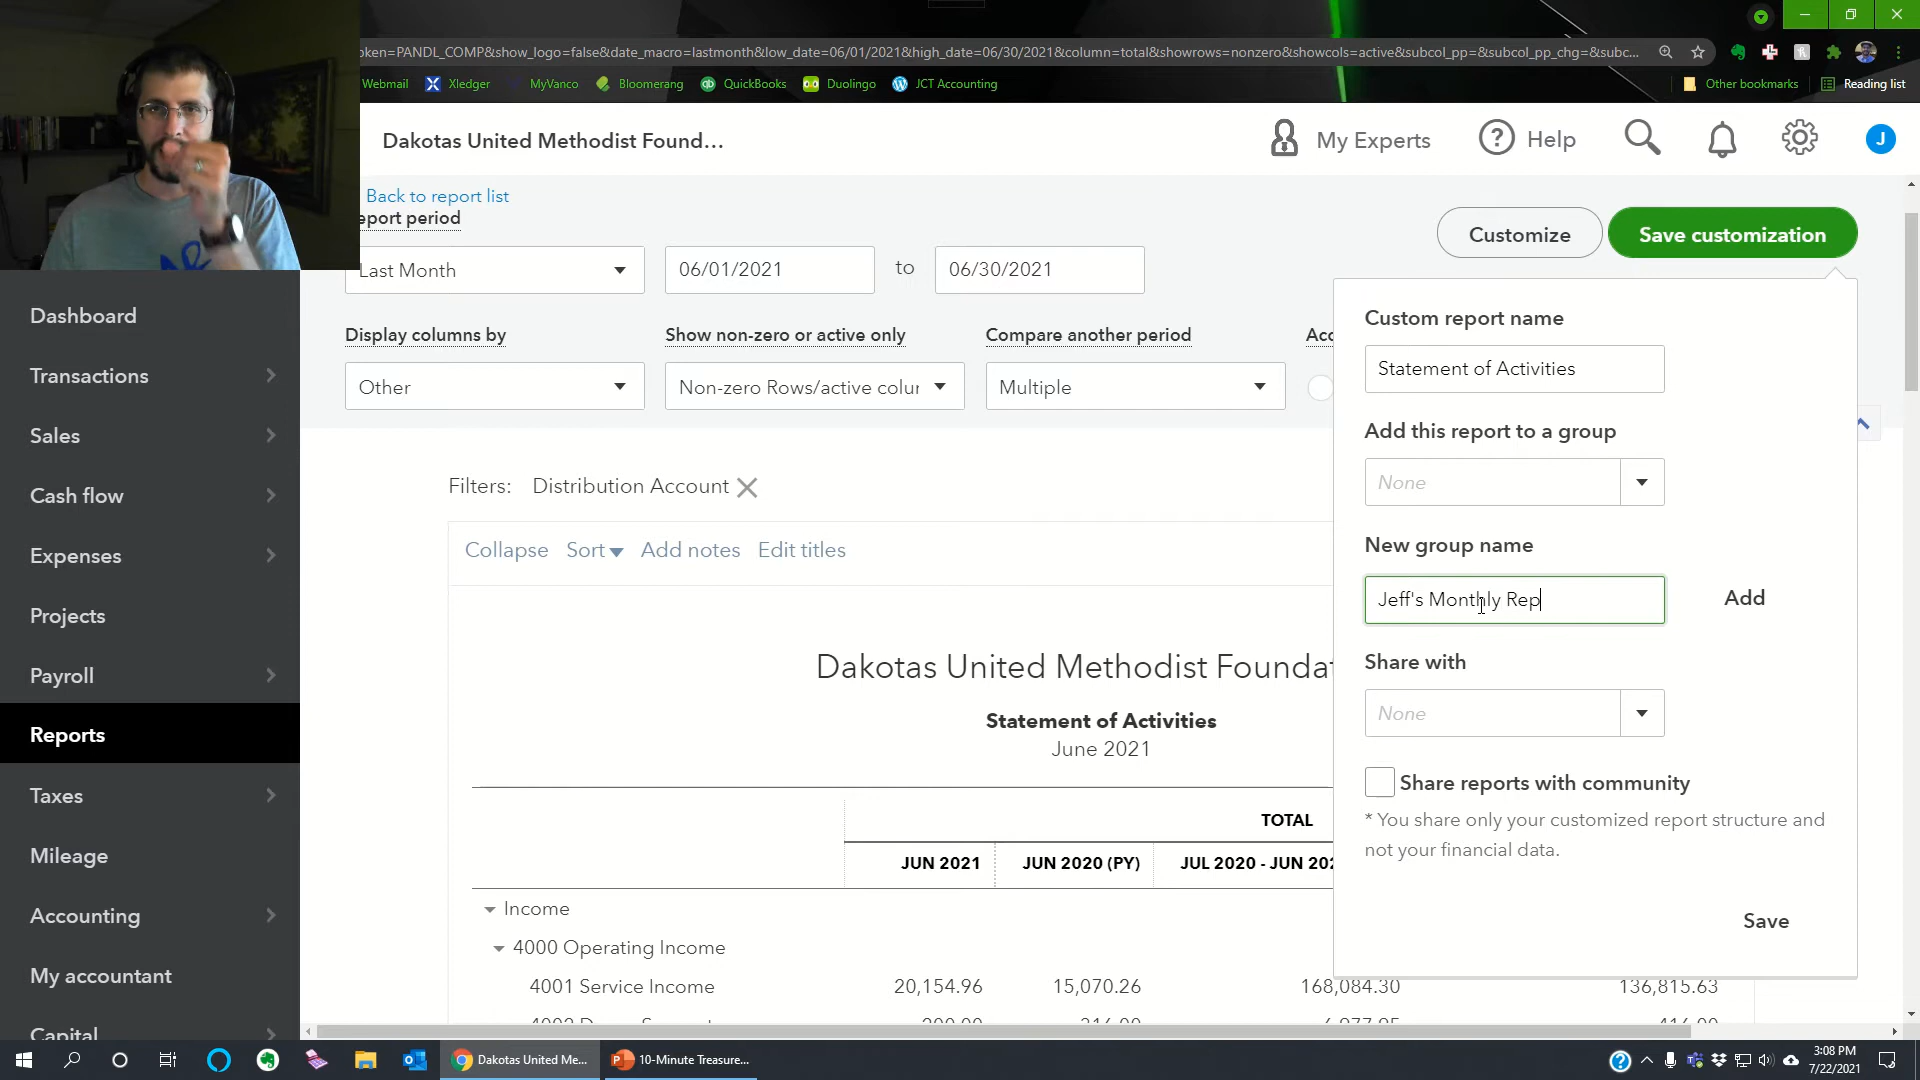 oken=PANDL_COMP&show_logo=false&date_macro=lastmonth&low_date=06/01/2021&high_date=06/30/2021&column=total&showrows=nonzero&showcols=active&subcol_pp=&subcol_pp_chg=&subc...
Webmail Xledger MyVanco Bloomerang QuickBooks Duolingo JCT Accounting Other bookmarks Reading list
Dakotas United Methodist Found... My Experts Help J
Back to report list
eport period
Customize Save customization
Last Month 06/01/2021 to 06/30/2021
Display columns by Show non-zero or active only Compare another period Acc
Other Non-zero Rows/active colur Multiple
Custom report name
Statement of Activities
Add this report to a group
None
New group name
Jeff's Monthly Rep Add
Share with
None
Share reports with community
* You share only your customized report structure and
not your financial data.
Save
Dashboard
Transactions
Sales
Cash flow
Expenses
Projects
Payroll
Reports
Taxes
Mileage
Accounting
My accountant
Capital
Filters: Distribution Account
Collapse Sort Add notes Edit titles
Dakotas United Methodist Foundat
Statement of Activities
June 2021
TOTAL
JUN 2021 JUN 2020 (PY) JUL 2020 - JUN 202
Income
4000 Operating Income
4001 Service Income 20,154.96 15,070.26 168,084.30 136,815.63
Dakotas United Me... 10-Minute Treasure...
3:08 PM
7/22/2021